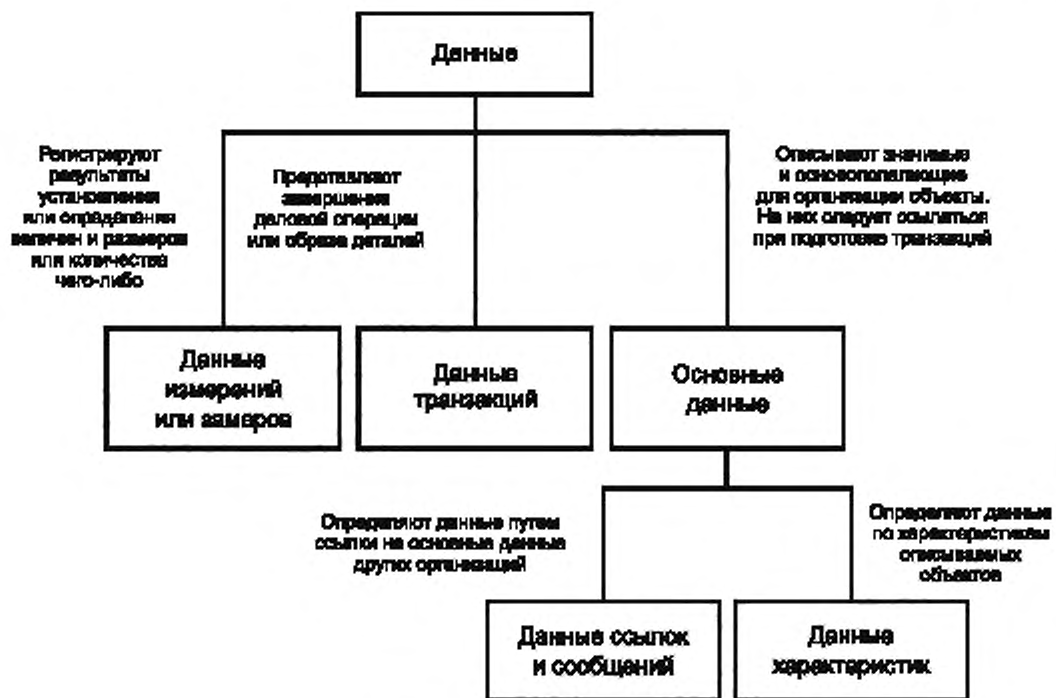 Данные
Регистрируют
результаты
установления
или определения
величин и размеров
или количества
чего-либо
Представляют
завершения
деловой операции
или образе деталей
Описывают значимые
и основополагающие
для организации объекты.
На них следует ссылаться
при подготовке транзакций
Данные
измерений
или замеров
Данные
транзакций
Основные
данные
Определяют данные путем
ссылки на основные данные
других организаций
Определяют данные
по характеристикам
описываемых
объектов
Данные ссылок
и сообщений
Данные
характеристик